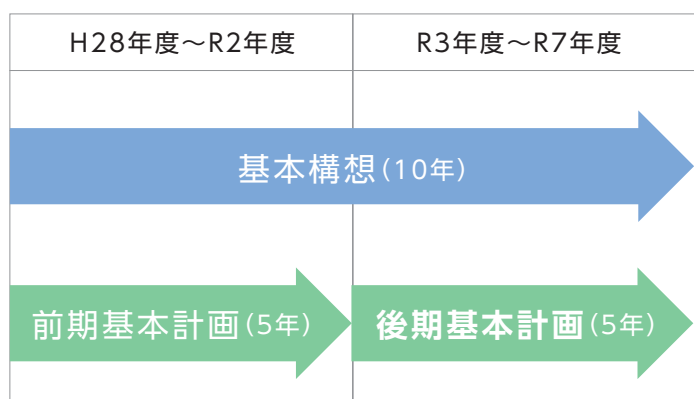 H28年度～R2年度
R3年度～R7年度
基本構想(10年)
前期基本計画(5年)
後期基本計画(5年)